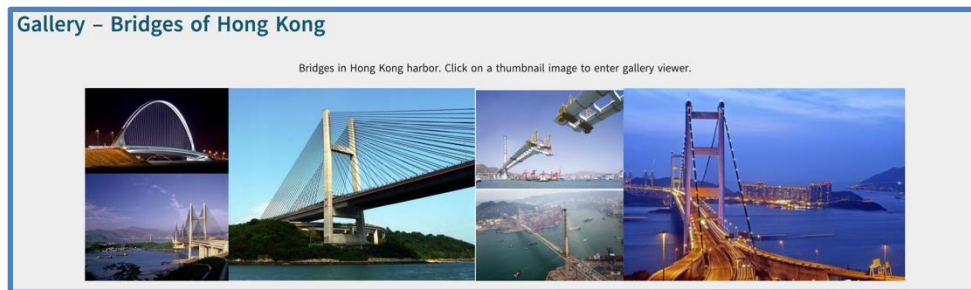 Gallery – Bridges of Hong Kong
Bridges in Hong Kong harbor. Click on a thumbnail image to enter gallery viewer.